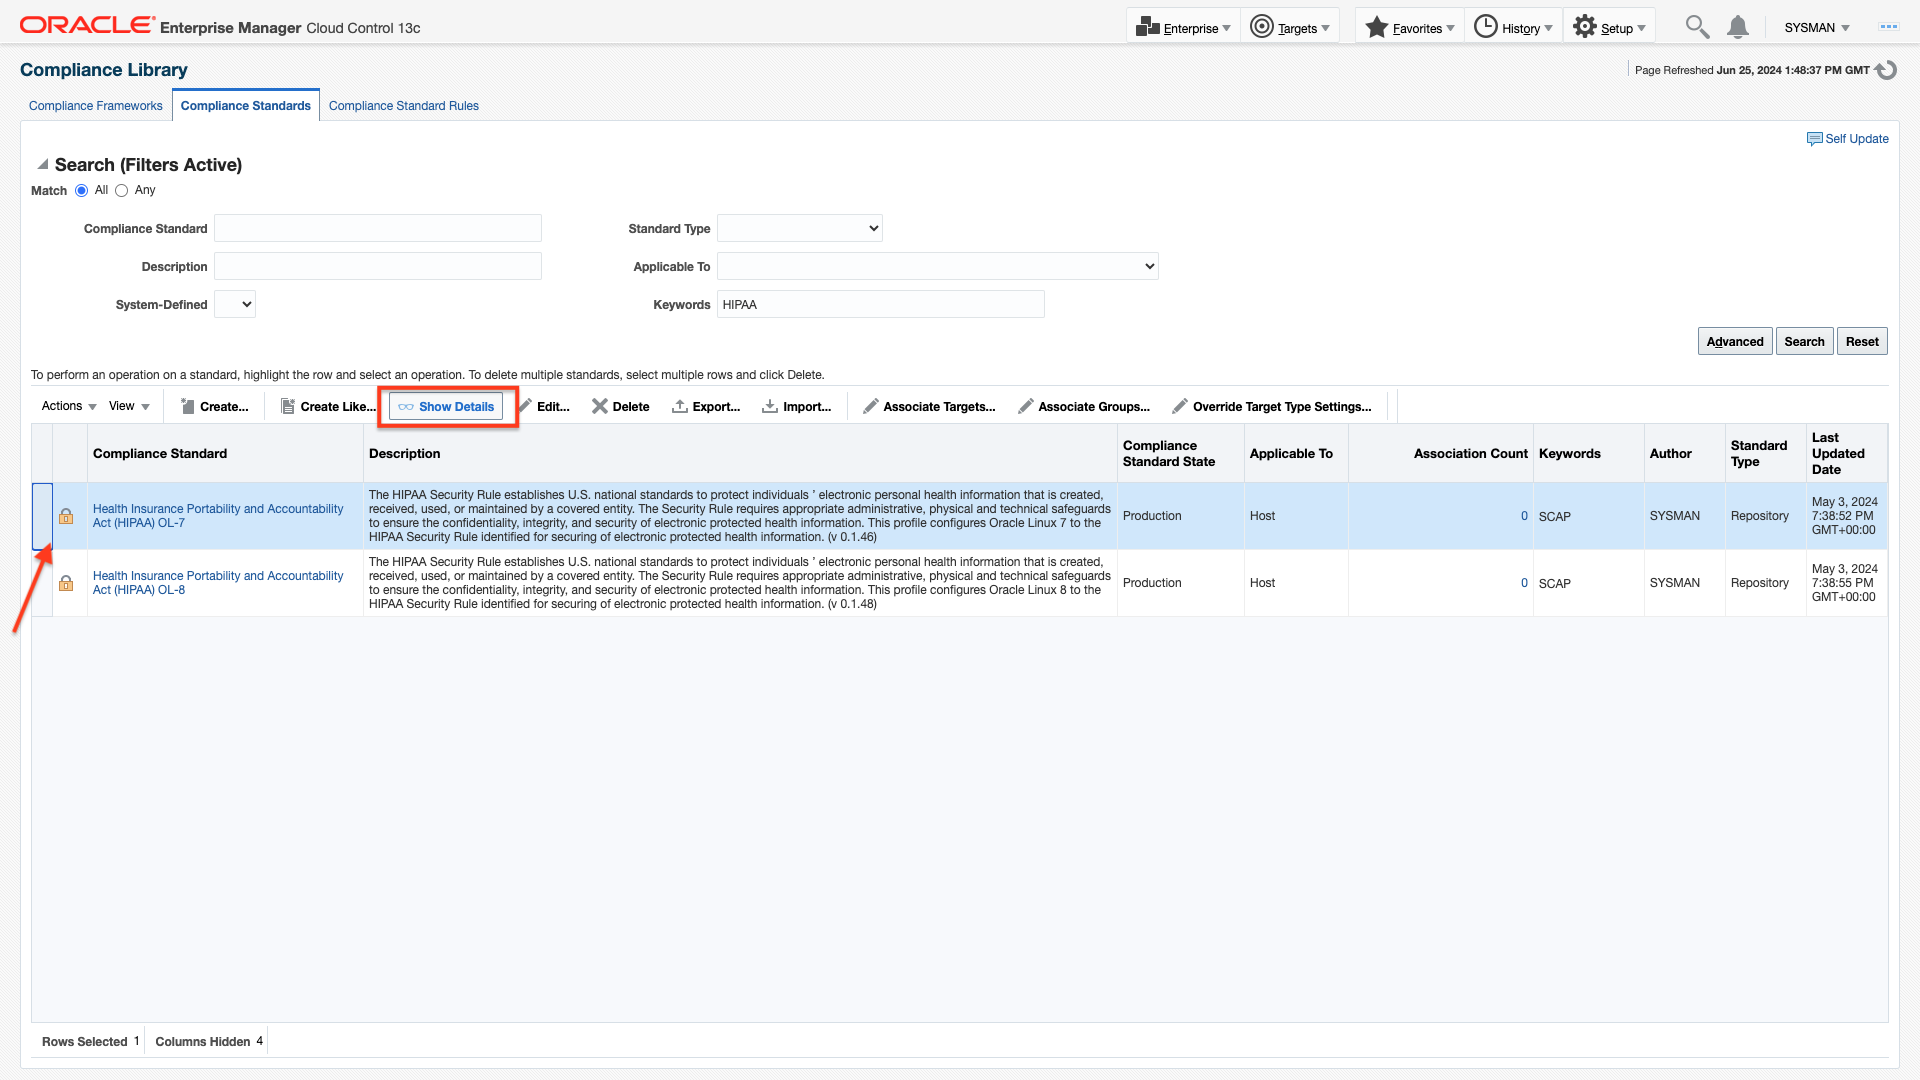 ORACLE Enterprise Manager Cloud Control 13c
Enterprise Targets Favorites History Setup SYSMAN
Compliance Library
Page Refreshed Jun 25, 2024 1:48:37 PM GMT
Compliance Frameworks Compliance Standards Compliance Standard Rules
Self Update
Search (Filters Active)
Match All Any
Compliance Standard Standard Type
Description Applicable To
System-Defined Keywords HIPAA
Advanced Search Reset
To perform an operation on a standard, highlight the row and select an operation. To delete multiple standards, select multiple rows and click Delete.
Actions View Create... Create Like... Show Details Edit... Delete Export... Import... Associate Targets... Associate Groups... Override Target Type Settings...
Compliance Standard
Description
Compliance
Standard State
Applicable To
Association Count
Keywords
Author
Standard
Type
Last
Updated
Date
Health Insurance Portability and Accountability
Act (HIPAA) OL-7
The HIPAA Security Rule establishes U.S. national standards to protect individuals ’ electronic personal health information that is created,
received, used, or maintained by a covered entity. The Security Rule requires appropriate administrative, physical and technical safeguards
to ensure the confidentiality, integrity, and security of electronic protected health information. This profile configures Oracle Linux 7 to the
HIPAA Security Rule identified for securing of electronic protected health information. (v 0.1.46)
Production
Host
0
SCAP
SYSMAN
Repository
May 3, 2024
7:38:52 PM
GMT+00:00
Health Insurance Portability and Accountability
Act (HIPAA) OL-8
The HIPAA Security Rule establishes U.S. national standards to protect individuals ’ electronic personal health information that is created,
received, used, or maintained by a covered entity. The Security Rule requires appropriate administrative, physical and technical safeguards
to ensure the confidentiality, integrity, and security of electronic protected health information. This profile configures Oracle Linux 8 to the
HIPAA Security Rule identified for securing of electronic protected health information. (v 0.1.48)
Production
Host
0
SCAP
SYSMAN
Repository
May 3, 2024
7:38:55 PM
GMT+00:00
Rows Selected 1 Columns Hidden 4